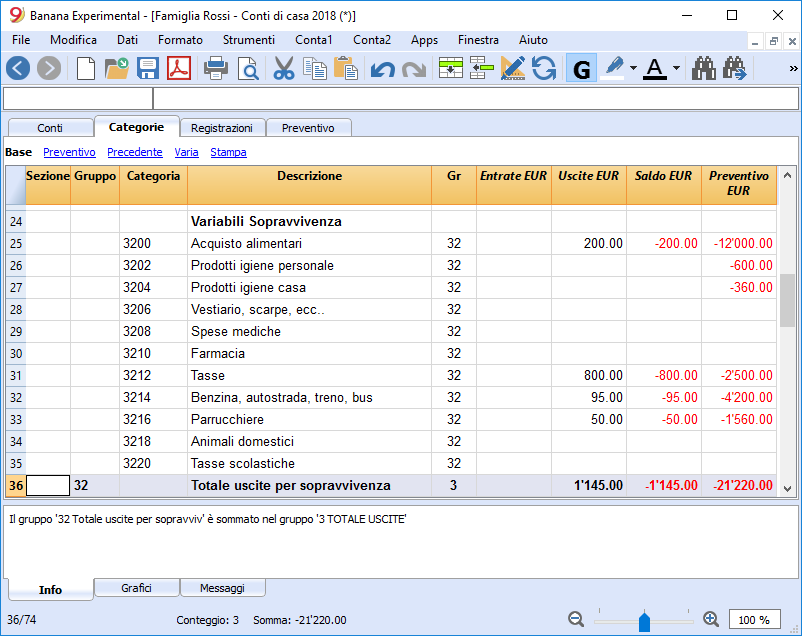 Banana Experimental - [Famiglia Rossi - Conti di casa 2018 (*)]
File Modifica Dati Formato Strumenti Conta1 Conta2 Apps Finestra Aiuto
G A »
Conti Categorie Registrazioni Preventivo
Base Preventivo Precedente Varia Stampa
Sezione Gruppo Categoria Descrizione Gr Entrate EUR Uscite EUR Saldo EUR Preventivo
EUR
24 Variabili Sopravvivenza
25 3200 Acquisto alimentari 32 200.00 -200.00 -12'000.00
26 3202 Prodotti igiene personale 32 -600.00
27 3204 Prodotti igiene casa 32 -360.00
28 3206 Vestiario, scarpe, ecc.. 32
29 3208 Spese mediche 32
30 3210 Farmacia 32
31 3212 Tasse 32 800.00 -800.00 -2'500.00
32 3214 Benzina, autostrada, treno, bus 32 95.00 -95.00 -4'200.00
33 3216 Parrucchiere 32 50.00 -50.00 -1'560.00
34 3218 Animali domestici 32
35 3220 Tasse scolastiche 32
36 32 Totale uscite per sopravvivenza 3 1'145.00 -1'145.00 -21'220.00
Il gruppo '32 Totale uscite per sopravviv' è sommato nel gruppo '3 TOTALE USCITE'
Info Grafici Messaggi
36/74 Conteggio: 3 Somma: -21'220.00 100 %